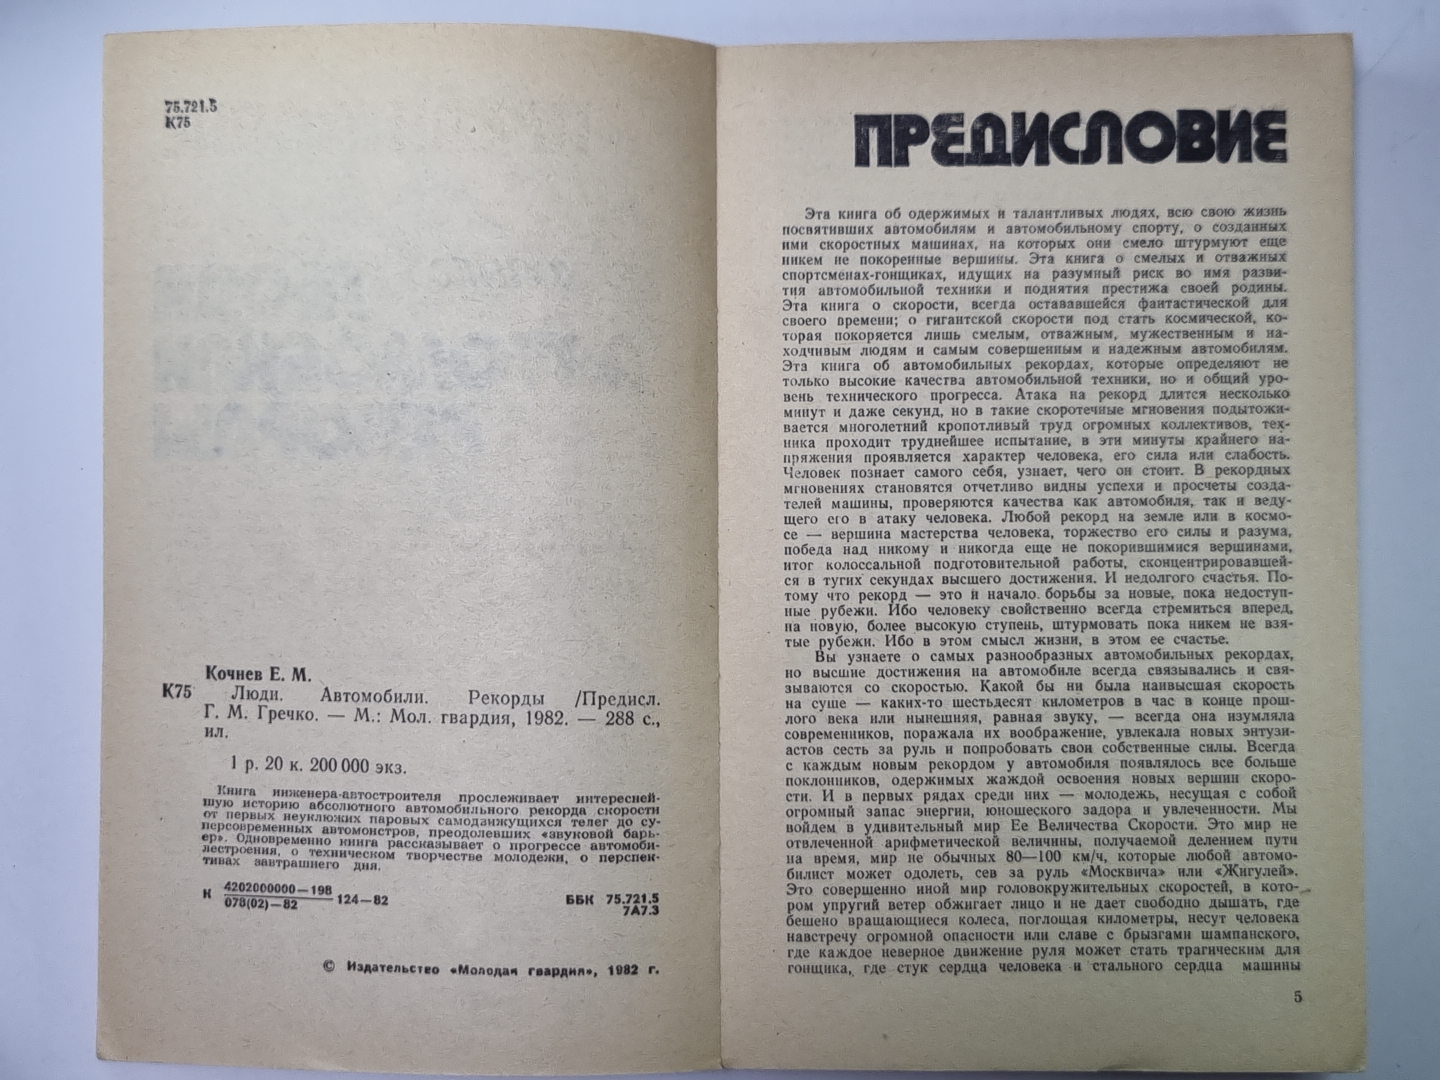 75.721.5
К75
Кочнев Е. М.
К75 Люди. Автомобили. Рекорды /Предисл.
Г. М. Гречко. — М.: Мол. гвардия, 1982. — 288 с.,
ил.
1 р. 20 к. 200 000 экз.
Книга инженера-автостроителя прослеживает интересней-
шую историю абсолютного автомобильного рекорда скорости
от первых неуклюжих паровых самодвижущихся телег до су-
персовременных автомонстров, преодолевших «звуковой барь-
ер». Одновременно книга рассказывает о прогрессе автомоби-
лестроения, о техническом творчестве молодежи, о перспек-
тивах завтрашнего дня.
К 4202000000—198
078(02)—82 124—82
ББК 75.721.5
7А7.3
© Издательство «Молодая гвардия», 1982 г.
ПРЕДИСЛОВИЕ
Эта книга об одержимых и талантливых людях, всю свою жизнь
посвятивших автомобилям и автомобильному спорту, о созданных
ими скоростных машинах, на которых они смело штурмуют еще
никем не покоренные вершины. Эта книга о смелых и отважных
спортсменах-гонщиках, идущих на разумный риск во имя разви-
тия автомобильной техники и поднятия престижа своей родины.
Эта книга о скорости, всегда остававшейся фантастической для
своего времени; о гигантской скорости под стать космической, ко-
торая покоряется лишь смелым, отважным, мужественным и на-
ходчивым людям и самым совершенным и надежным автомобилям.
Эта книга об автомобильных рекордах, которые определяют не
только высокие качества автомобильной техники, но и общий уро-
вень технического прогресса. Атака на рекорд длится несколько
минут и даже секунд, но в такие скоротечные мгновения подытожи-
вается многолетний кропотливый труд огромных коллективов, тех-
ника проходит труднейшее испытание, в эти минуты крайнего на-
пряжения проявляется характер человека, его сила или слабость.
Человек познает самого себя, узнает, чего он стоит. В рекордных
мгновениях становятся отчетливо видны успехи и просчеты созда-
телей машины, проверяются качества как автомобиля, так и веду-
щего его в атаку человека. Любой рекорд на земле или в космо-
се — вершина мастерства человека, торжество его силы и разума,
победа над никому и никогда еще не покорившимися вершинами,
итог колоссальной подготовительной работы, сконцентрировавшей-
ся в тугих секундах высшего достижения. И недолгого счастья. По-
тому что рекорд — это и начало борьбы за новые, пока недоступ-
ные рубежи. Ибо человеку свойственно всегда стремиться вперед,
на новую, более высокую ступень, штурмовать пока никем не взя-
тые рубежи. Ибо в этом смысл жизни, в этом ее счастье.
Вы узнаете о самых разнообразных автомобильных рекордах,
но высшие достижения на автомобиле всегда связывались и свя-
зываются со скоростью. Какой бы ни была наивысшая скорость
на суше — каких-то шестьдесят километров в час в конце прош-
лого века или нынешняя, равная звуку, — всегда она изумляла
современников, поражала их воображение, увлекала новых энтузи-
астов сесть за руль и попробовать свои собственные силы. Всегда
с каждым новым рекордом у автомобиля появлялось все больше
поклонников, одержимых жаждой освоения новых вершин скоро-
сти. И в первых рядах среди них — молодежь, несущая с собой
огромный запас энергии, юношеского задора и увлеченности. Мы
войдем в удивительный мир Ее Величества Скорости. Это мир не
отвлеченной арифметической величины, получаемой делением пути
на время, мир не обычных 80—100 км/ч, которые любой автомо-
билист может одолеть, сев за руль «Москвича» или «Жигулей».
Это совершенно иной мир головокружительных скоростей, в кото-
ром упругий ветер обжигает лицо и не дает свободно дышать, где
бешено вращающиеся колеса, поглощая километры, несут человека
навстречу огромной опасности или славе с брызгами шампанского,
где каждое неверное движение руля может стать трагическим для
гонщика, где стук сердца человека и стального сердца машины
5